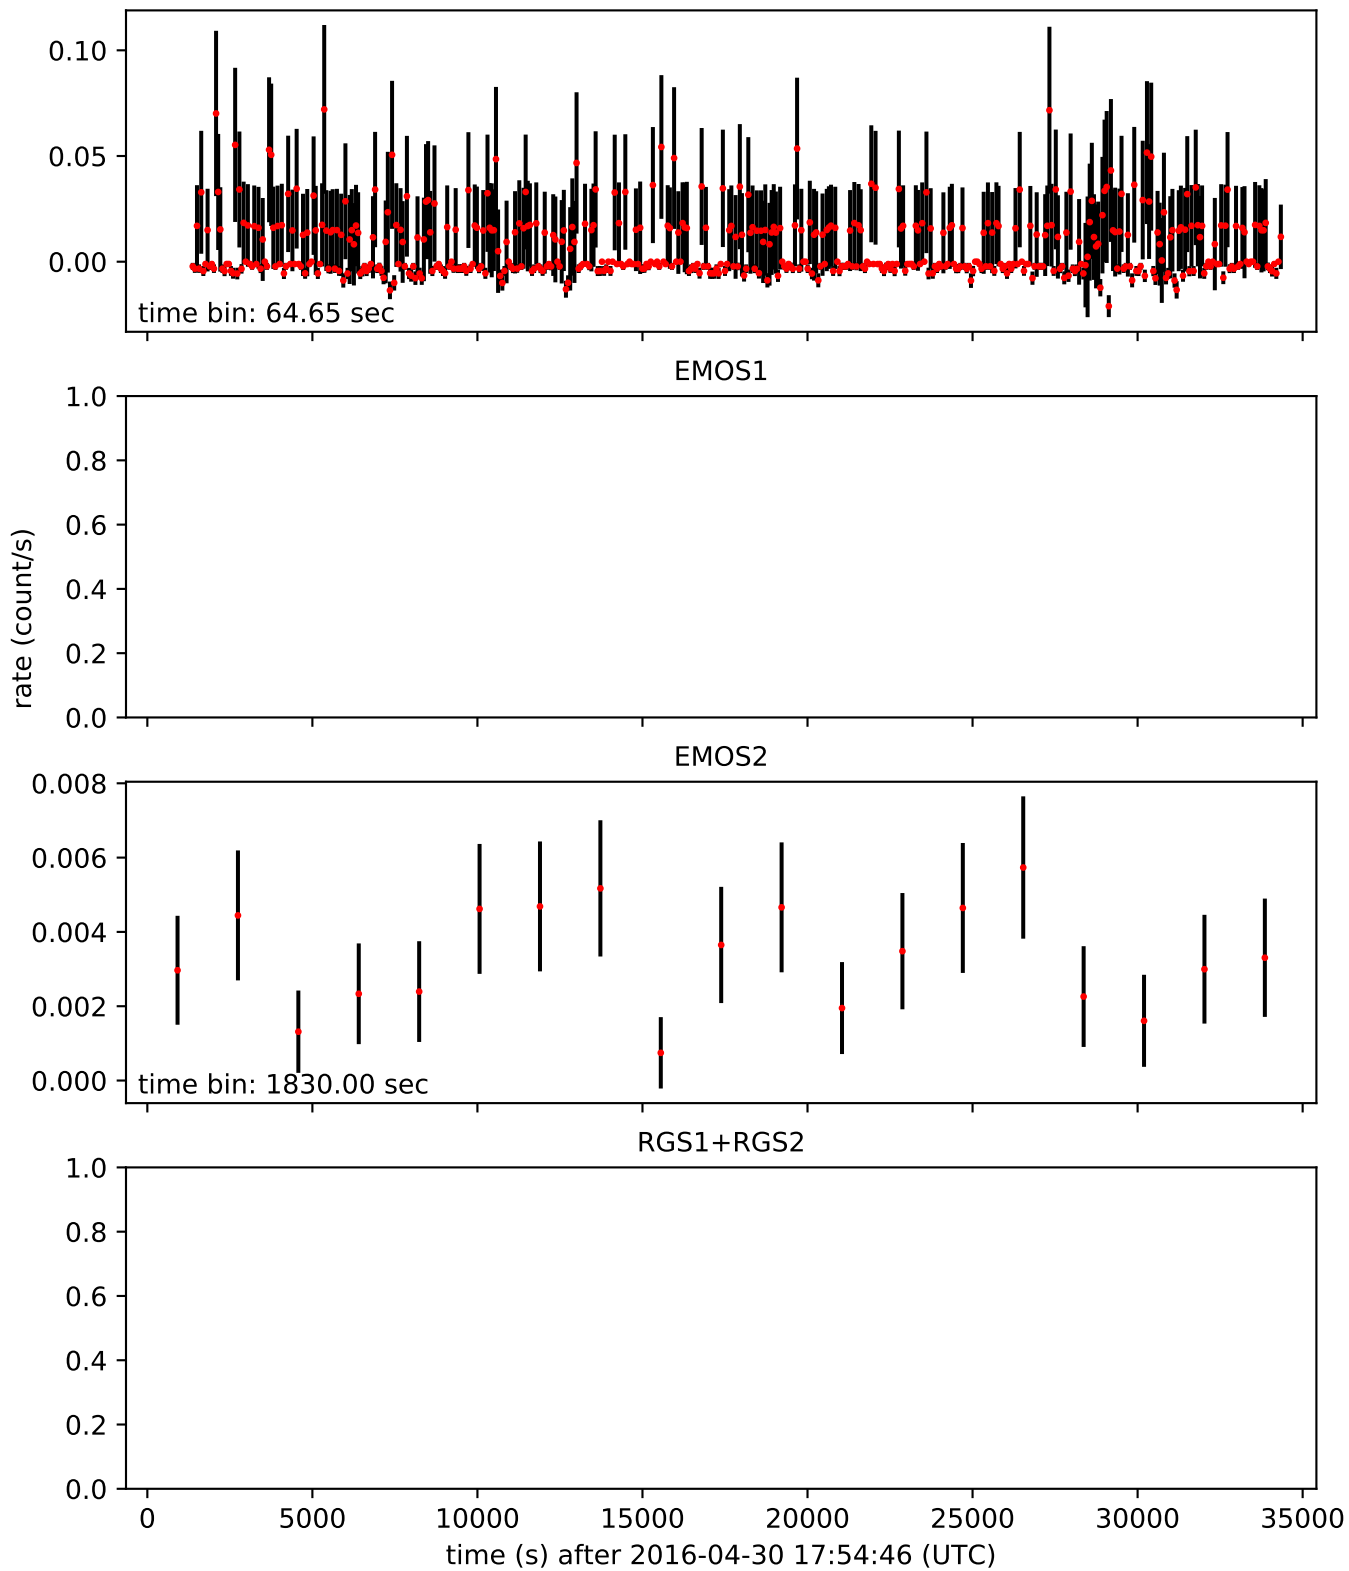 0.10
0.05
0.00
time bin: 64.65 sec
EMOS1
1.0
0.8
0.6
0.4
0.2
0.0
rate (count/s)
EMOS2
0.008
0.006
0.004
0.002
0.000
time bin: 1830.00 sec
RGS1+RGS2
1.0
0.8
0.6
0.4
0.2
0.0
0 5000 10000 15000 20000 25000 30000 35000
time (s) after 2016-04-30 17:54:46 (UTC)